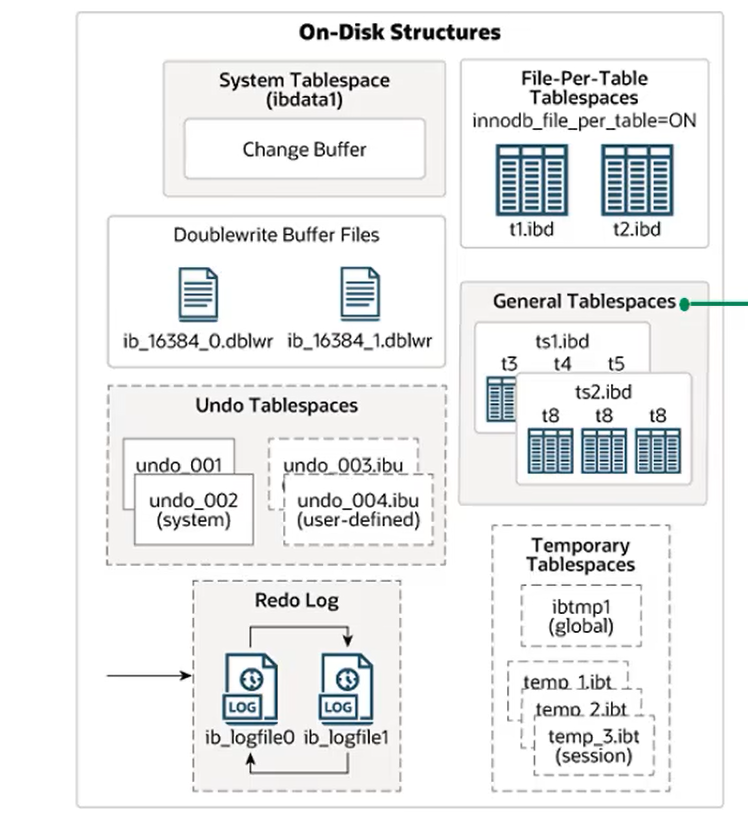 On-Disk Structures
System Tablespace
(ibdata1)
Change Buffer
File-Per-Table
Tablespaces
innodb_file_per_table=ON
t1.ibd
t2.ibd
Doublewrite Buffer Files
ib_16384_0.dblwr
ib_16384_1.dblwr
General Tablespaces
ts1.ibd
t3
t4
t5
ts2.ibd
t8
t8
t8
Undo Tablespaces
undo_001
undo_002
(system)
undo_003.ibu
undo_004.ibu
(user-defined)
Temporary
Tablespaces
ibtmp1
(global)
temp_1.ibt
temp_2.ibt
temp_3.ibt
(session)
Redo Log
LOG
LOG
ib_logfile0
ib_logfile1